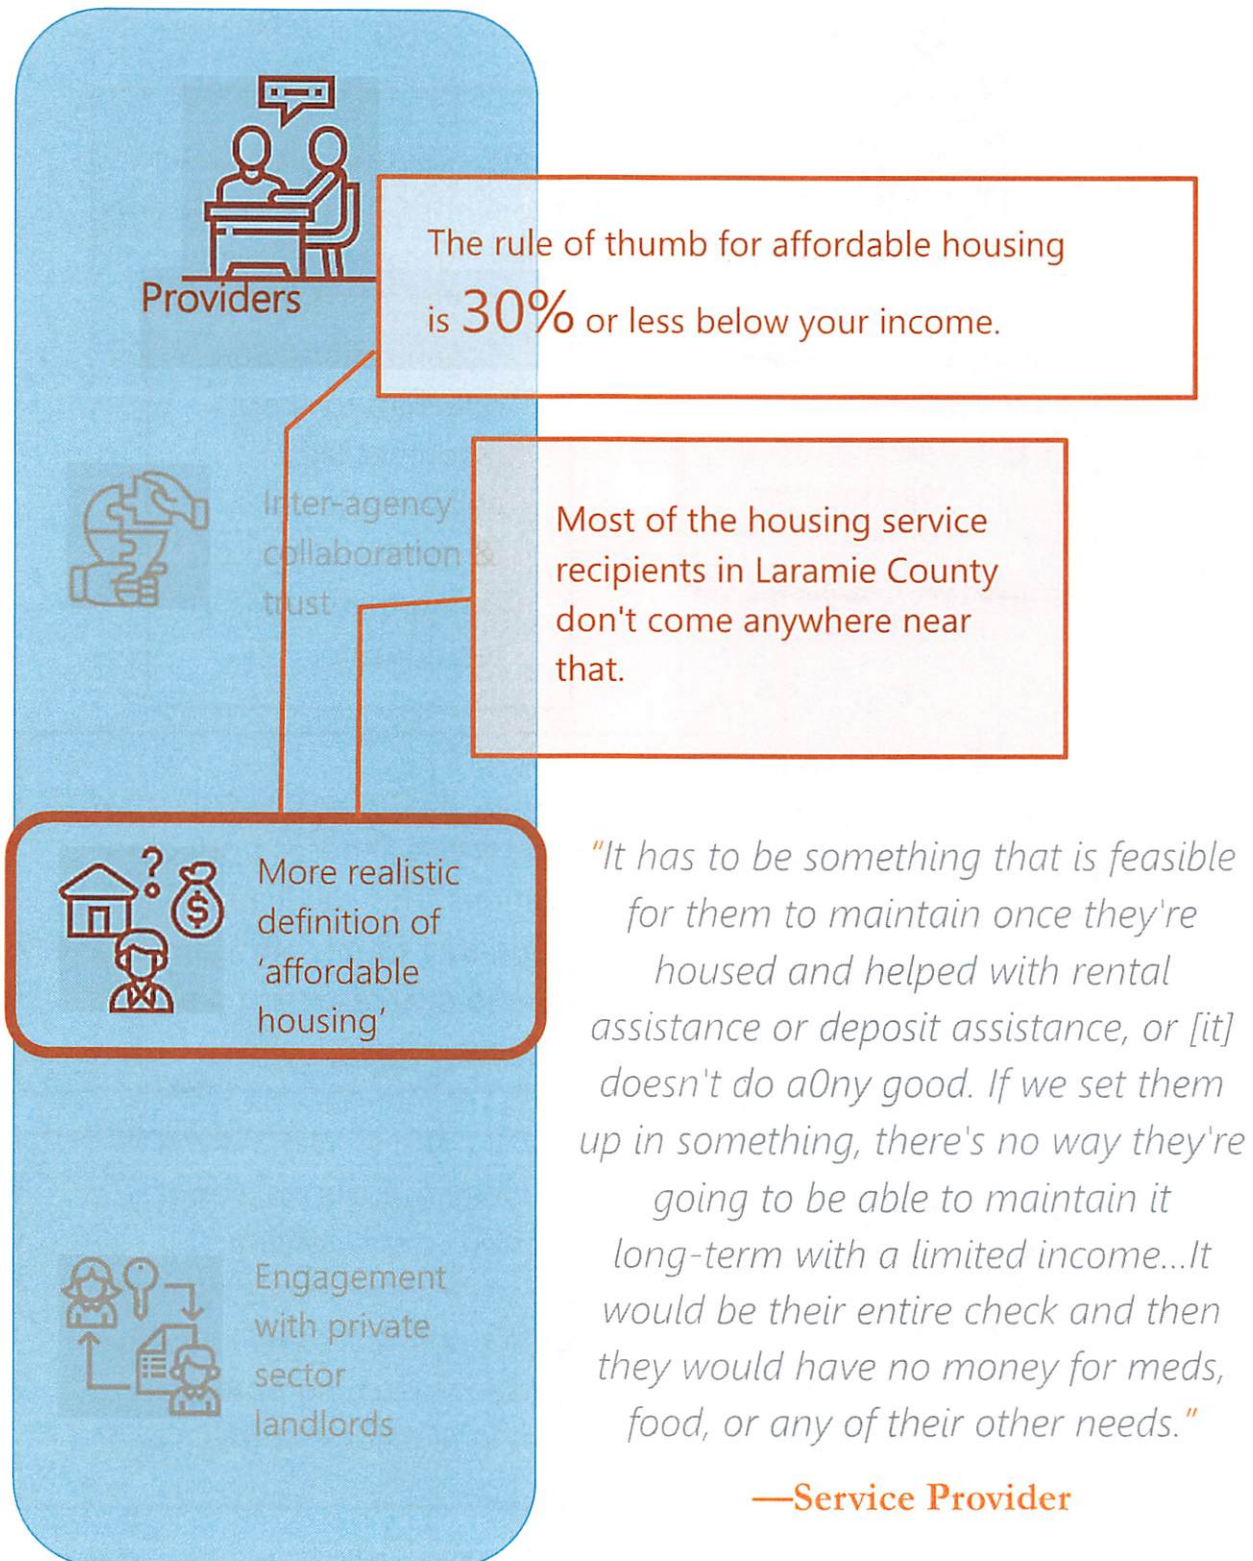 Providers
The rule of thumb for affordable housing
is 30% or less below your income.
Inter-agency
collaboration &
trust
Most of the housing service
recipients in Laramie County
don't come anywhere near
that.
More realistic
definition of
‘affordable
housing’
"It has to be something that is feasible
for them to maintain once they're
housed and helped with rental
assistance or deposit assistance, or [it]
doesn't do a0ny good. If we set them
up in something, there's no way they're
going to be able to maintain it
long-term with a limited income...It
would be their entire check and then
they would have no money for meds,
food, or any of their other needs."
—Service Provider
Engagement
with private
sector
landlords